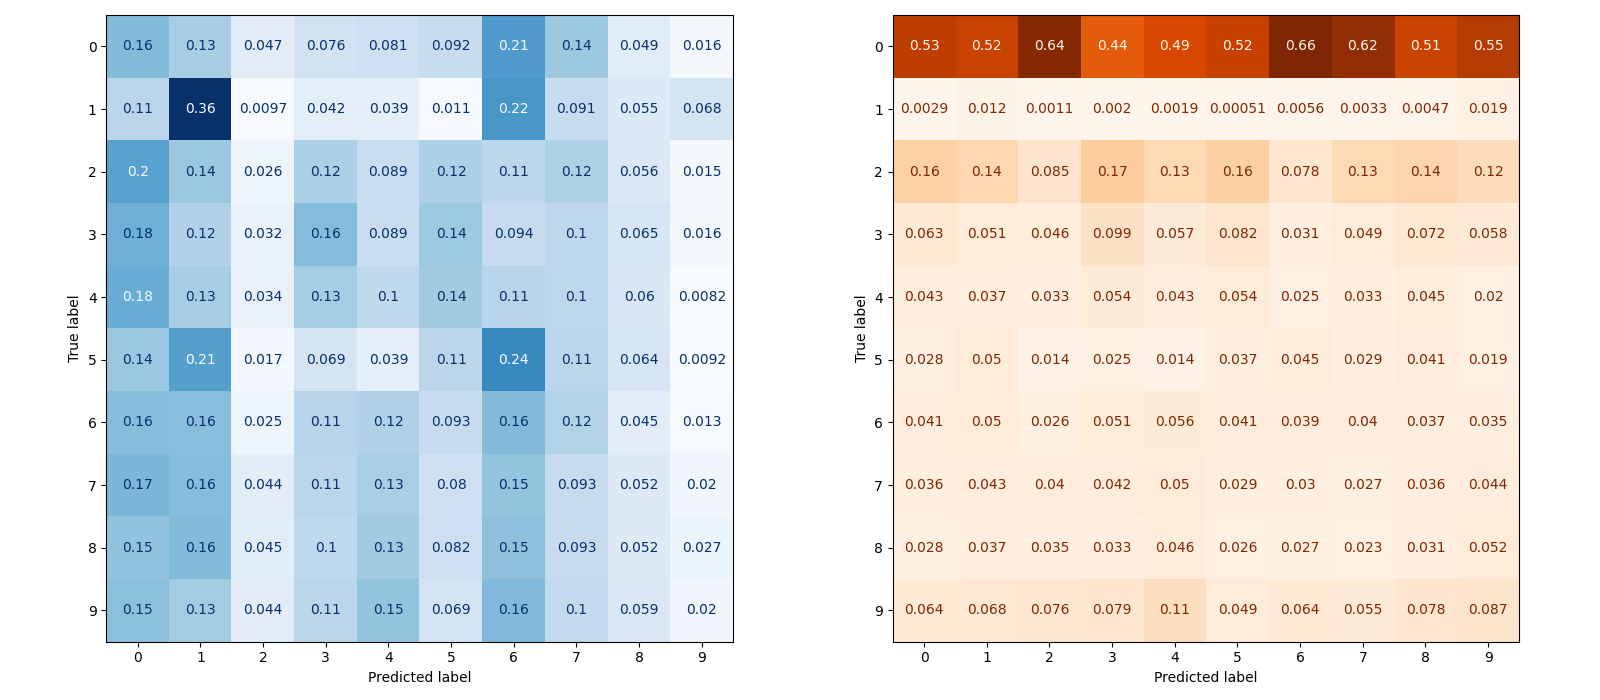 0 0.16 0.13 0.047 0.076 0.081 0.092 0.21 0.14 0.049 0.016
1 0.11 0.36 0.0097 0.042 0.039 0.011 0.22 0.091 0.055 0.068
2 0.2 0.14 0.026 0.12 0.089 0.12 0.11 0.12 0.056 0.015
3 0.18 0.12 0.032 0.16 0.089 0.14 0.094 0.1 0.065 0.016
4 0.18 0.13 0.034 0.13 0.1 0.14 0.11 0.1 0.06 0.0082
5 0.14 0.21 0.017 0.069 0.039 0.11 0.24 0.11 0.064 0.0092
6 0.16 0.16 0.025 0.11 0.12 0.093 0.16 0.12 0.045 0.013
7 0.17 0.16 0.044 0.11 0.13 0.08 0.15 0.093 0.052 0.02
8 0.15 0.16 0.045 0.1 0.13 0.082 0.15 0.093 0.052 0.027
9 0.15 0.13 0.044 0.11 0.15 0.069 0.16 0.1 0.059 0.02
0 1 2 3 4 5 6 7 8 9
Predicted label
True label
0 0.53 0.52 0.64 0.44 0.49 0.52 0.66 0.62 0.51 0.55
1 0.0029 0.012 0.0011 0.002 0.0019 0.00051 0.0056 0.0033 0.0047 0.019
2 0.16 0.14 0.085 0.17 0.13 0.16 0.078 0.13 0.14 0.12
3 0.063 0.051 0.046 0.099 0.057 0.082 0.031 0.049 0.072 0.058
4 0.043 0.037 0.033 0.054 0.043 0.054 0.025 0.033 0.045 0.02
5 0.028 0.05 0.014 0.025 0.014 0.037 0.045 0.029 0.041 0.019
6 0.041 0.05 0.026 0.051 0.056 0.041 0.039 0.04 0.037 0.035
7 0.036 0.043 0.04 0.042 0.05 0.029 0.03 0.027 0.036 0.044
8 0.028 0.037 0.035 0.033 0.046 0.026 0.027 0.023 0.031 0.052
9 0.064 0.068 0.076 0.079 0.11 0.049 0.064 0.055 0.078 0.087
0 1 2 3 4 5 6 7 8 9
Predicted label
True label